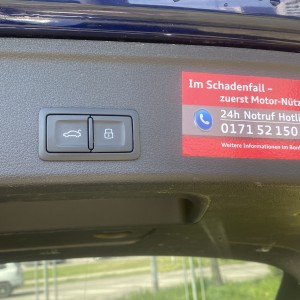 Im Schadenfall –
zuerst Motor-Nütz
24h Notruf Hotli
0171 52 150
Weitere Informationen im Bord